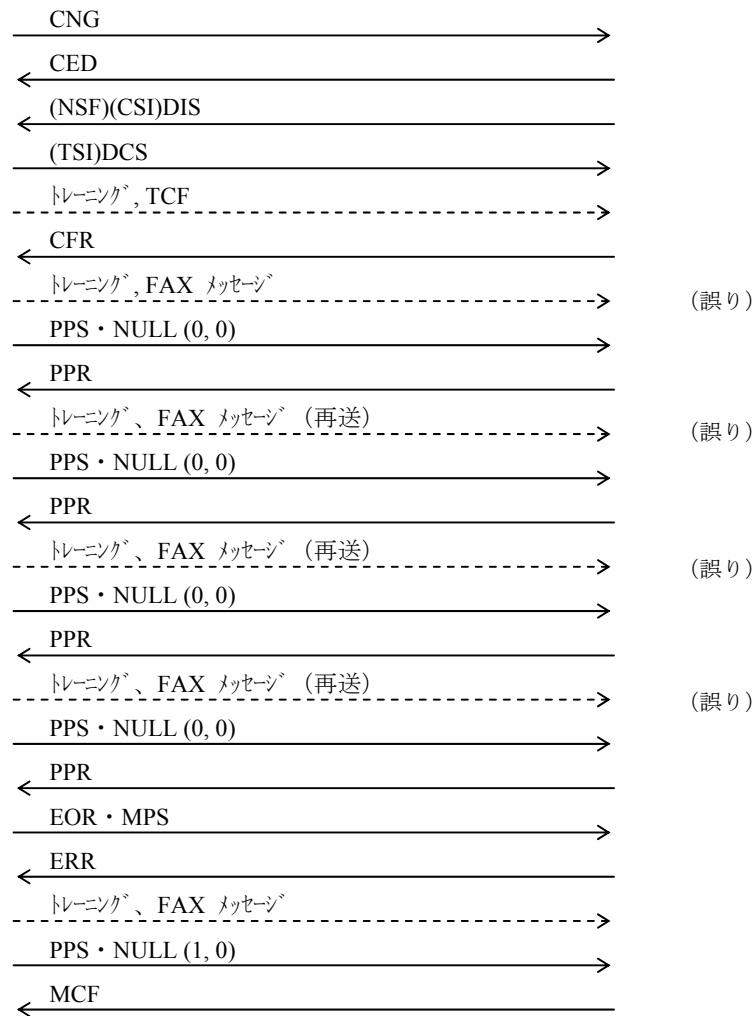 CNG
CED
(NSF)(CSI)DIS
(TSI)DCS
ﾄﾚｰﾆﾝｸﾞ, TCF
CFR
ﾄﾚｰﾆﾝｸﾞ, FAX ﾒｯｾｰｼﾞ （誤り）
PPS・NULL (0, 0)
PPR
ﾄﾚｰﾆﾝｸﾞ、FAX ﾒｯｾｰｼﾞ（再送） （誤り）
PPS・NULL (0, 0)
PPR
ﾄﾚｰﾆﾝｸﾞ、FAX ﾒｯｾｰｼﾞ（再送） （誤り）
PPS・NULL (0, 0)
PPR
ﾄﾚｰﾆﾝｸﾞ、FAX ﾒｯｾｰｼﾞ（再送） （誤り）
PPS・NULL (0, 0)
PPR
EOR・MPS
ERR
ﾄﾚｰﾆﾝｸﾞ、FAX ﾒｯｾｰｼﾞ
PPS・NULL (1, 0)
MCF